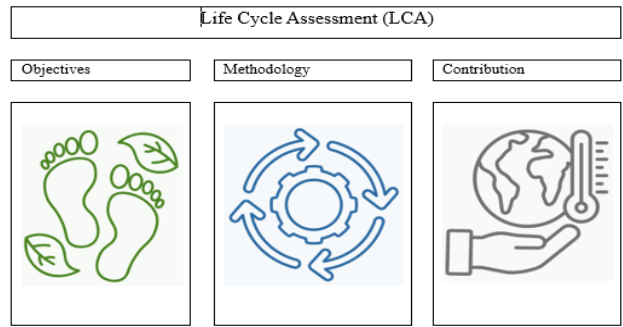 Life Cycle Assessment (LCA)
Objectives
Methodology
Contribution